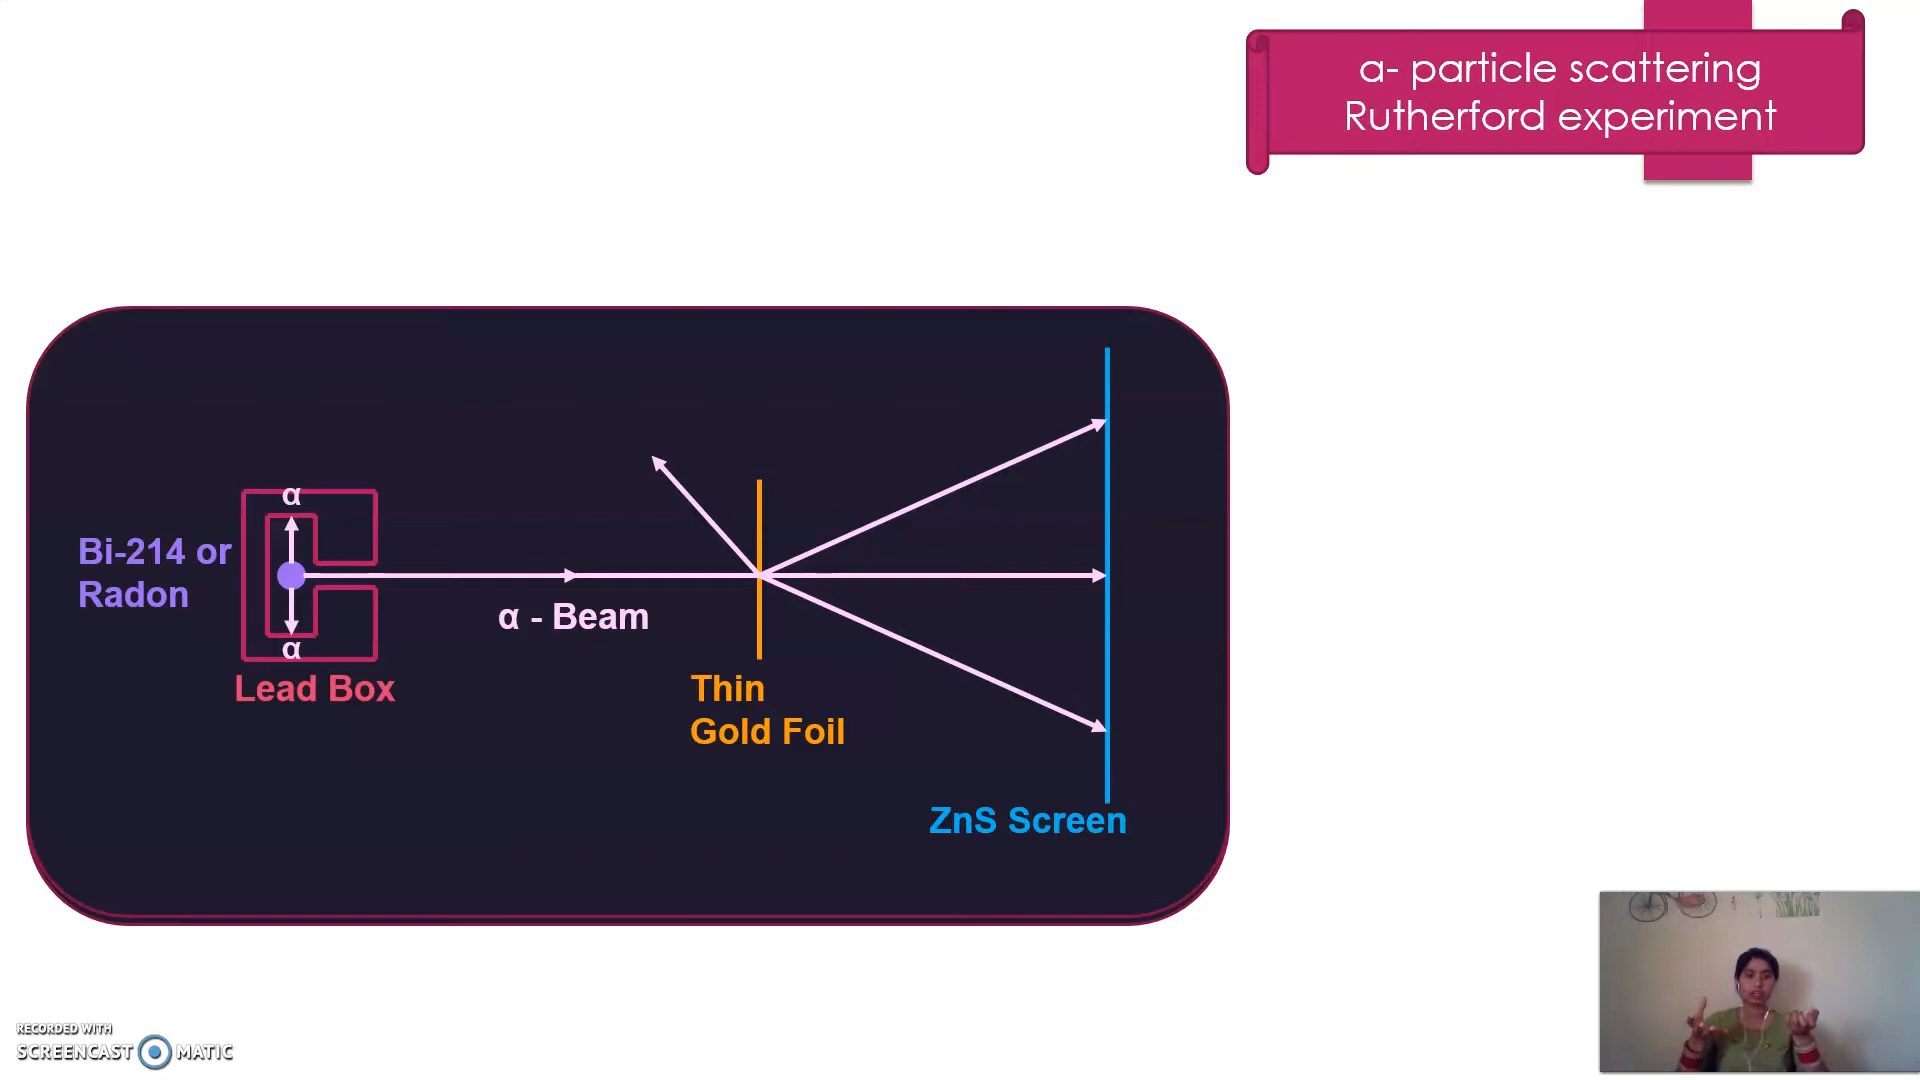 α- particle scattering
Rutherford experiment
α
Bi-214 or
Radon
α
Lead Box
α - Beam
Thin
Gold Foil
ZnS Screen
RECORDED WITH
SCREENCAST MATIC